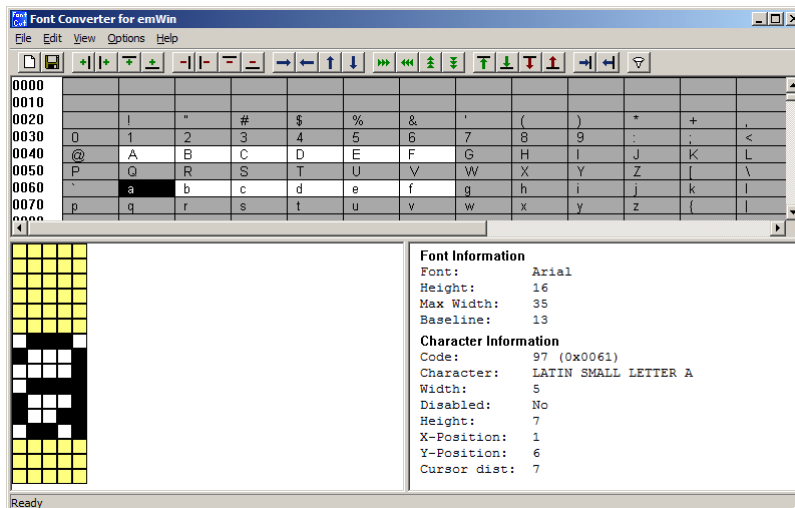 Font Converter for emWin
File Edit View Options Help
0000
0010
0020 ! " # $ % & ' ( ) * + ,
0030 0 1 2 3 4 5 6 7 8 9 : ; <
0040 @ A B C D E F G H I J K L
0050 P Q R S T U V W X Y Z [ \
0060 ` a b c d e f g h i j k l
0070 p q r s t u v w x y z { |
Font Information
Font: Arial
Height: 16
Max Width: 35
Baseline: 13
Character Information
Code: 97 (0x0061)
Character: LATIN SMALL LETTER A
Width: 5
Disabled: No
Height: 7
X-Position: 1
Y-Position: 6
Cursor dist: 7
Ready